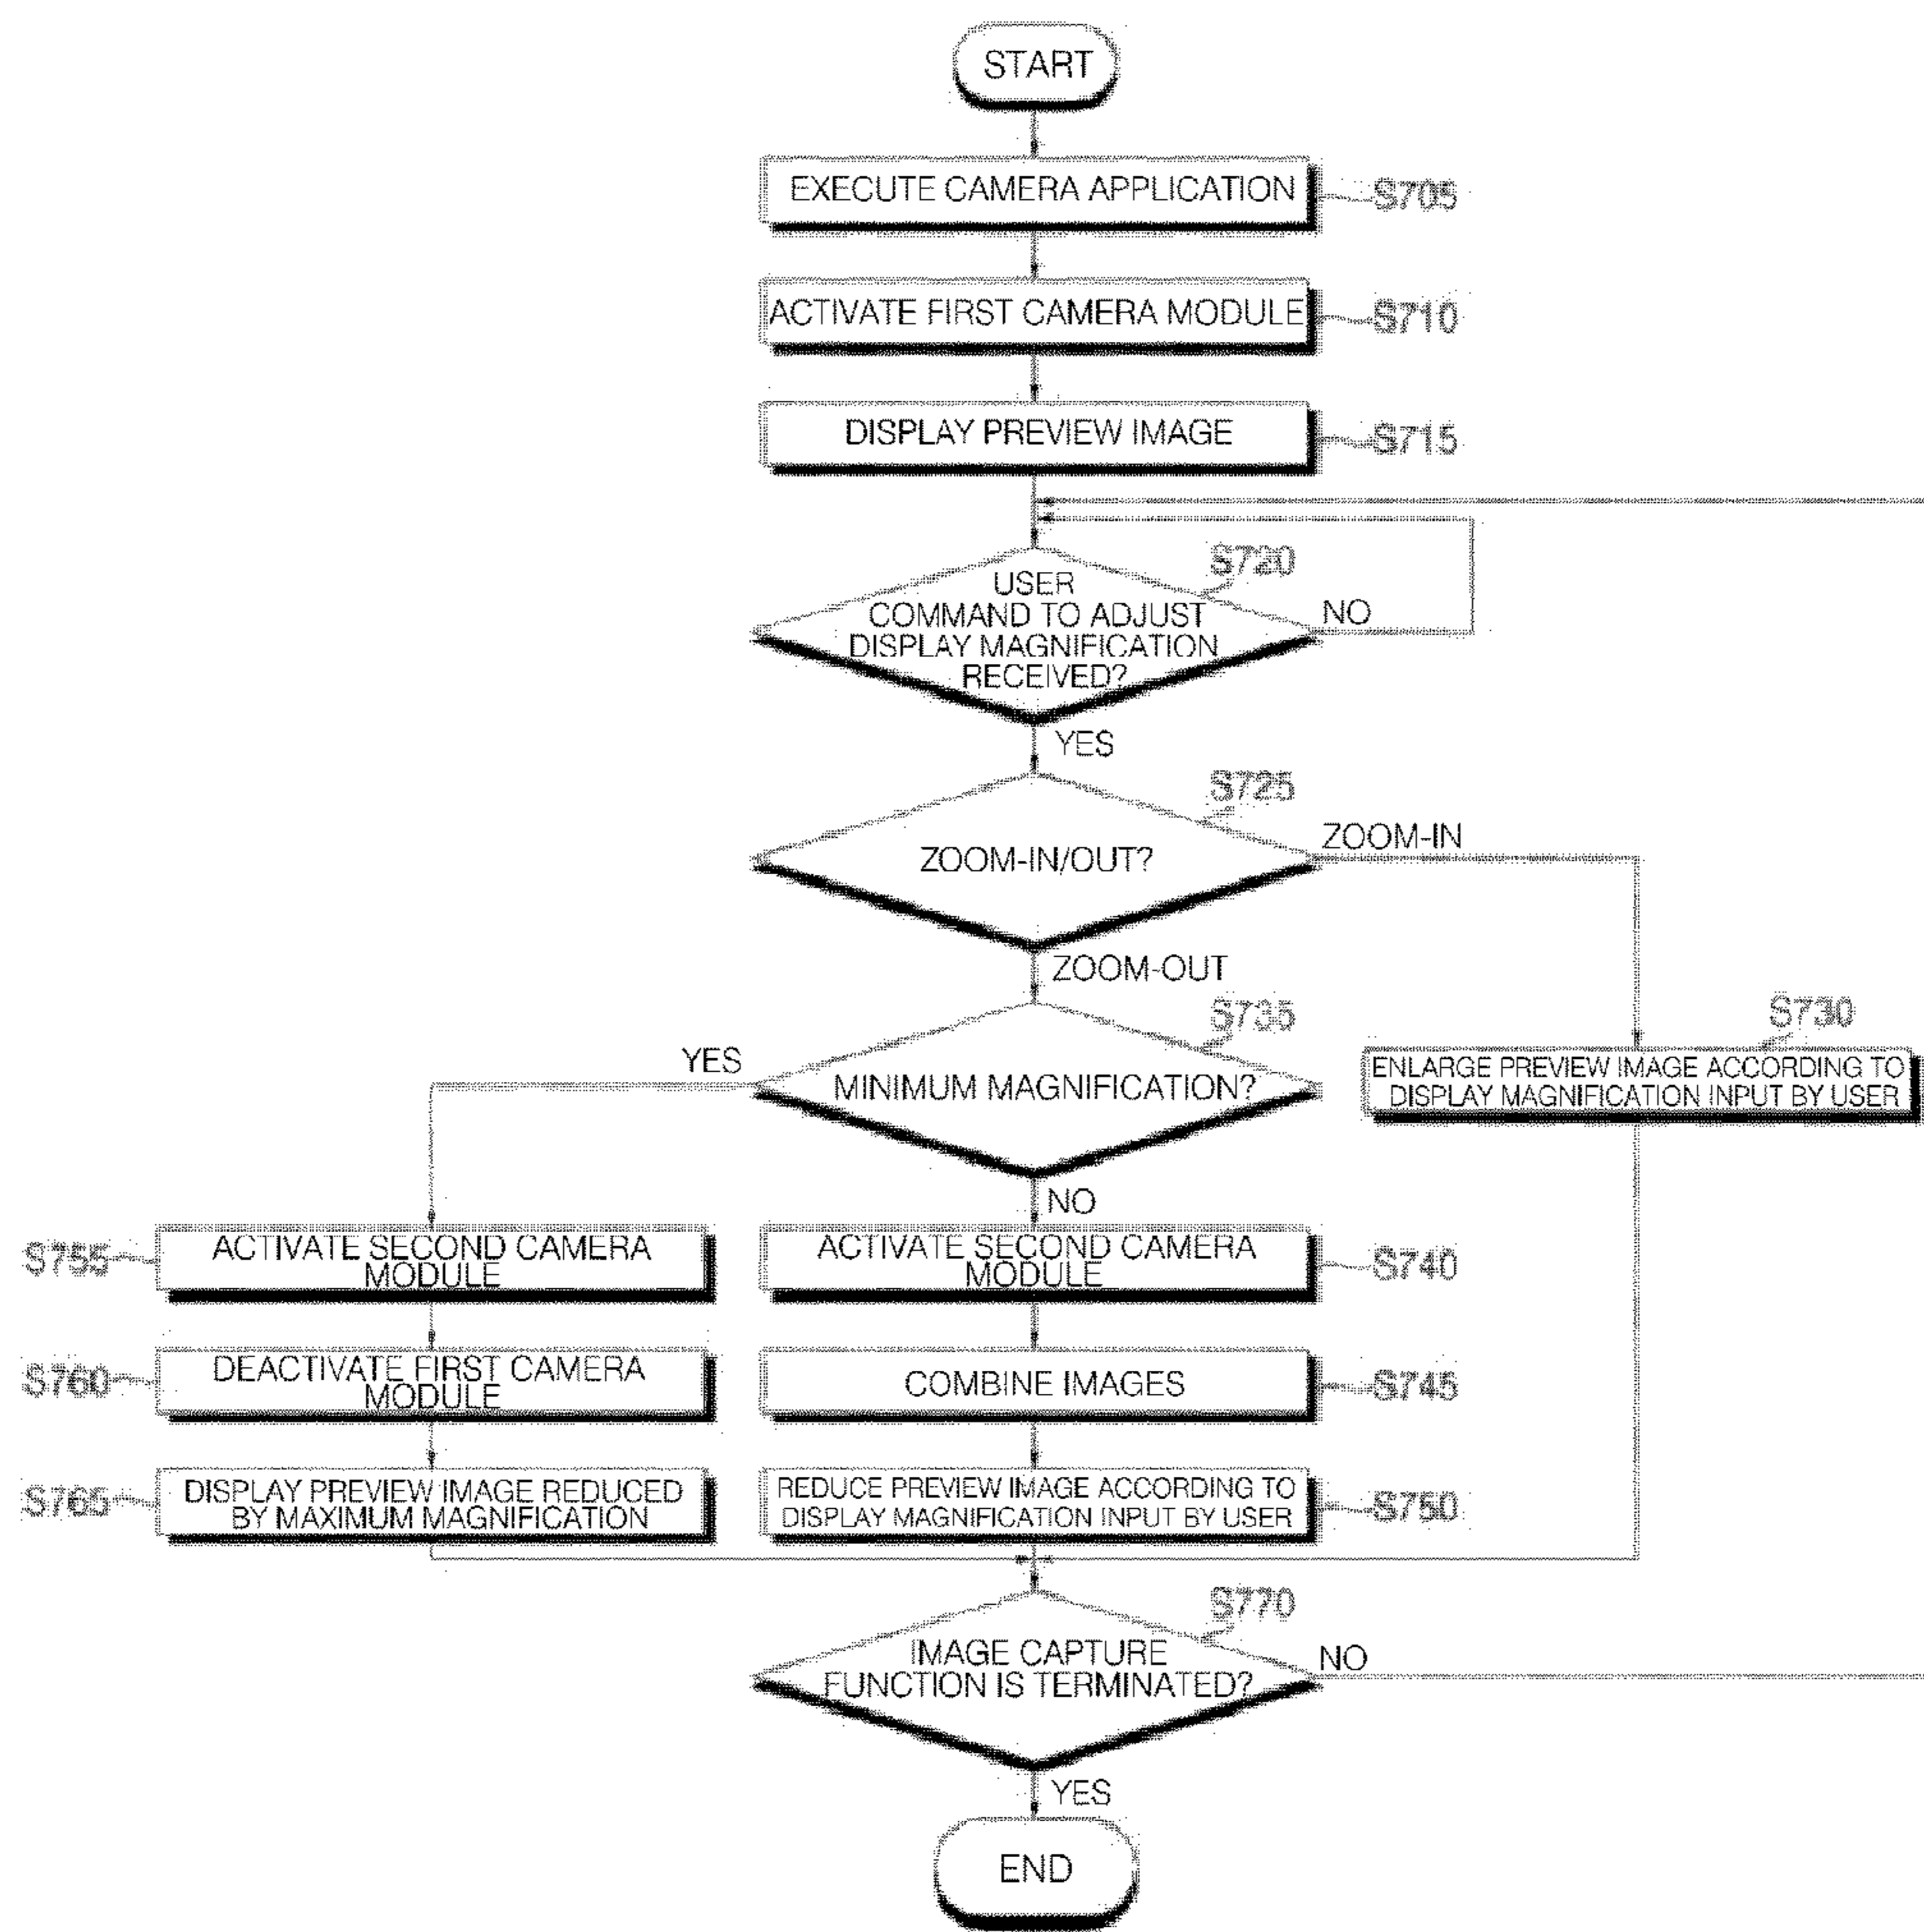 START
EXECUTE CAMERA APPLICATION
S705
ACTIVATE FIRST CAMERA MODULE
S710
DISPLAY PREVIEW IMAGE
S715
S720
USER
COMMAND TO ADJUST
DISPLAY MAGNIFICATION
RECEIVED?
NO
YES
S725
ZOOM-IN/OUT?
ZOOM-IN
ZOOM-OUT
S735
MINIMUM MAGNIFICATION?
YES
NO
S730
ENLARGE PREVIEW IMAGE ACCORDING TO
DISPLAY MAGNIFICATION INPUT BY USER
S755
ACTIVATE SECOND CAMERA
MODULE
ACTIVATE SECOND CAMERA
MODULE
S740
S760
DEACTIVATE FIRST CAMERA
MODULE
COMBINE IMAGES
S745
S765
DISPLAY PREVIEW IMAGE REDUCED
BY MAXIMUM MAGNIFICATION
REDUCE PREVIEW IMAGE ACCORDING TO
DISPLAY MAGNIFICATION INPUT BY USER
S750
S770
IMAGE CAPTURE
FUNCTION IS TERMINATED?
NO
YES
END